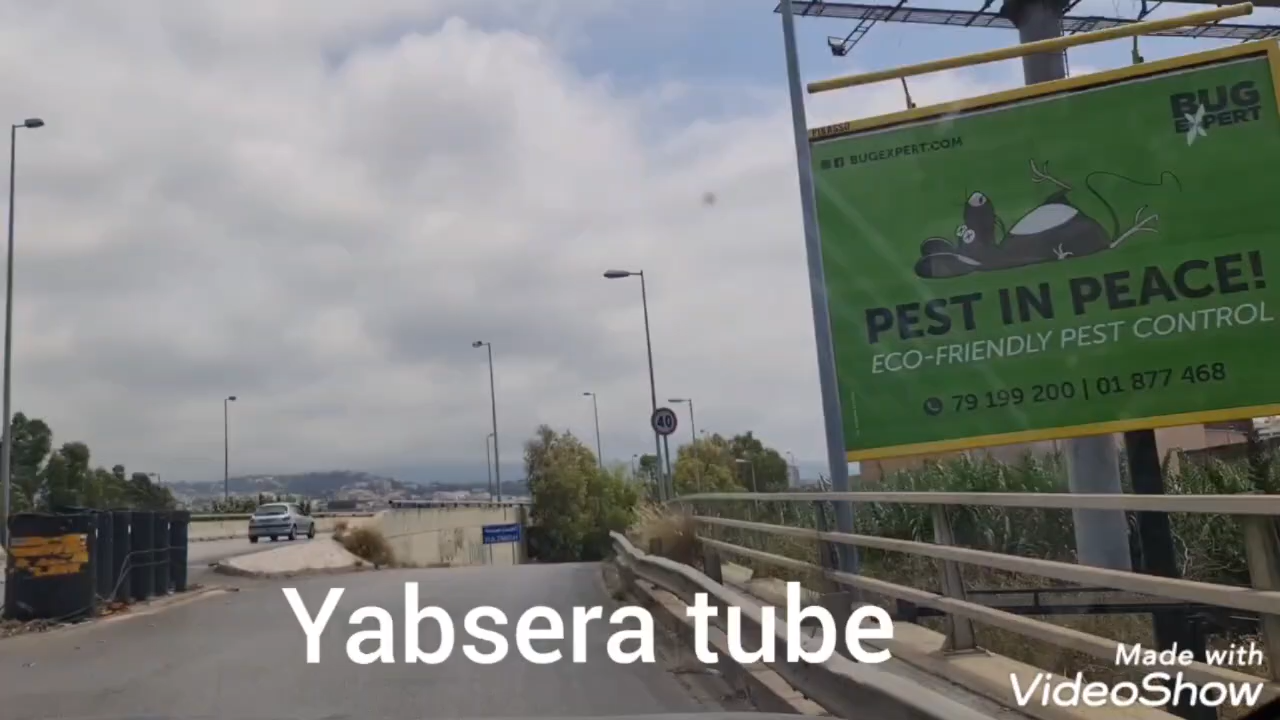 BUG
EXPERT
PIKASSO
BUGEXPERT.COM
PEST IN PEACE!
ECO-FRIENDLY PEST CONTROL
79 199 200 | 01 877 468
40
Yabsera tube
Made with
VideoShow